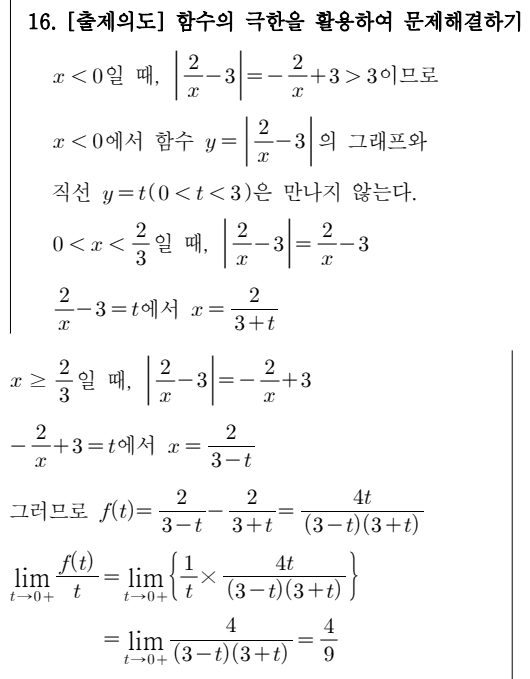 16. [출제의도] 함수의 극한을 활용하여 문제해결하기
x < 0일 때, |2/x − 3| = −2/x + 3 > 3이므로
x < 0에서 함수 y = |2/x − 3| 의 그래프와
직선 y = t(0 < t < 3)은 만나지 않는다.
0 < x < 2/3 일 때, |2/x − 3| = 2/x − 3
2/x − 3 = t에서 x = 2/(3+t)
x ≥ 2/3 일 때, |2/x − 3| = −2/x + 3
−2/x + 3 = t에서 x = 2/(3−t)
그러므로 f(t) = 2/(3−t) − 2/(3+t) = 4t/((3−t)(3+t))
lim_{t→0+} f(t)/t = lim_{t→0+} {1/t × 4t/((3−t)(3+t))}
= lim_{t→0+} 4/((3−t)(3+t)) = 4/9